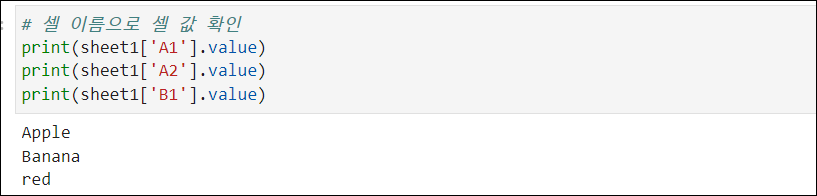 # 셀 이름으로 셀 값 확인
print(sheet1['A1'].value)
print(sheet1['A2'].value)
print(sheet1['B1'].value)
Apple
Banana
red